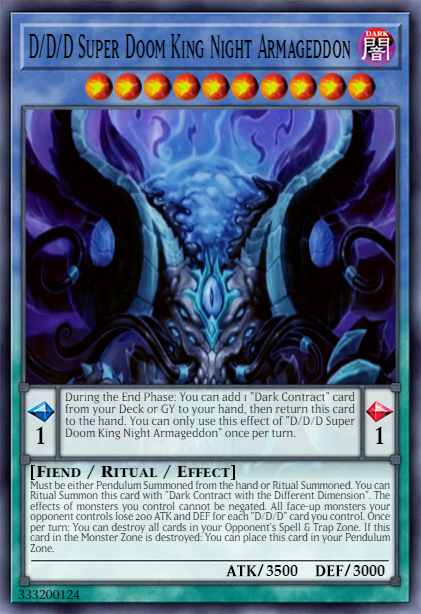 D/D/D Super Doom King Night Armageddon
DARK
闇
During the End Phase: You can add 1 "Dark Contract" card
from your Deck or GY to your hand, then return this card
to the hand. You can only use this effect of "D/D/D Super
Doom King Night Armageddon" once per turn.
1
1
[Fiend / Ritual / Effect]
Must be either Pendulum Summoned from the hand or Ritual Summoned. You can
Ritual Summon this card with "Dark Contract with the Different Dimension". The
effects of monsters you control cannot be negated. All face-up monsters your
opponent controls lose 200 ATK and DEF for each "D/D/D" card you control. Once
per turn: You can destroy all cards in your Opponent's Spell & Trap Zone. If this
card in the Monster Zone is destroyed: You can place this card in your Pendulum
Zone.
ATK/3500 DEF/3000
333200124